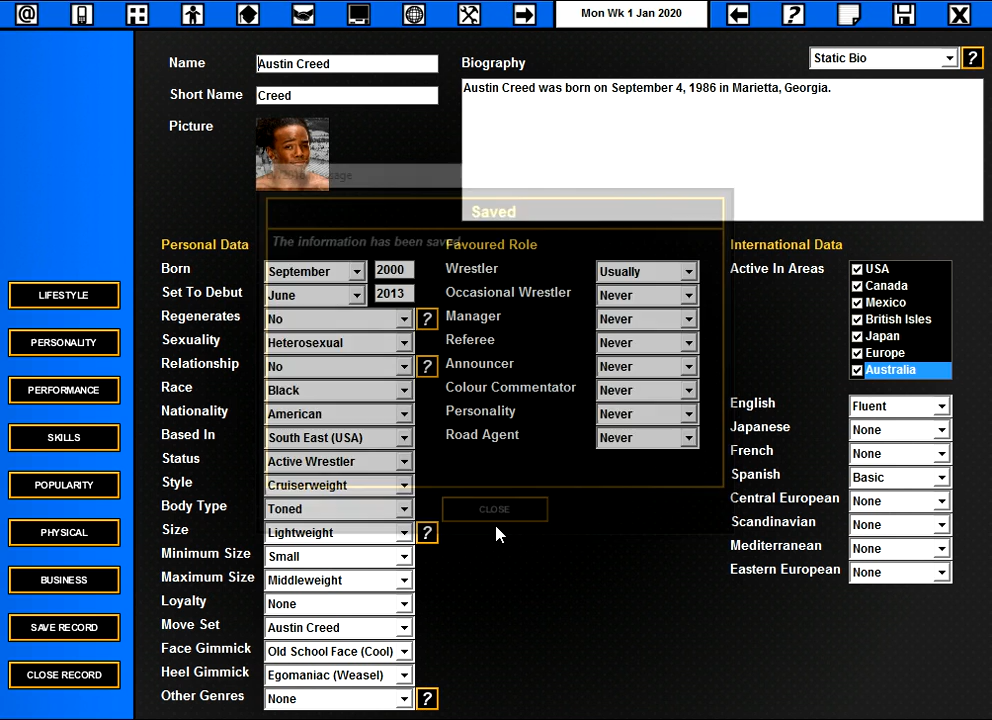 Mon Wk 1 Jan 2020
Name
Austin Creed
Biography
Static Bio
?
Short Name
Creed
Austin Creed was born on September 4, 1986 in Marietta, Georgia.
Picture
Saved
The information has been saved
Personal Data
Born
September
2000
Set To Debut
June
2013
Regenerates
No
?
Sexuality
Heterosexual
Relationship
No
?
Race
Black
Nationality
American
Based In
South East (USA)
Status
Active Wrestler
Style
Cruiserweight
Body Type
Toned
Size
Lightweight
?
Minimum Size
Small
Maximum Size
Middleweight
Loyalty
None
Move Set
Austin Creed
Face Gimmick
Old School Face (Cool)
Heel Gimmick
Egomaniac (Weasel)
Other Genres
None
?
Favoured Role
Wrestler
Usually
Occasional Wrestler
Never
Manager
Never
Referee
Never
Announcer
Never
Colour Commentator
Never
Personality
Never
Road Agent
Never
CLOSE
International Data
Active In Areas
USA
Canada
Mexico
British Isles
Japan
Europe
Australia
English
Fluent
Japanese
None
French
None
Spanish
Basic
Central European
None
Scandinavian
None
Mediterranean
None
Eastern European
None
LIFESTYLE
PERSONALITY
PERFORMANCE
SKILLS
POPULARITY
PHYSICAL
BUSINESS
SAVE RECORD
CLOSE RECORD